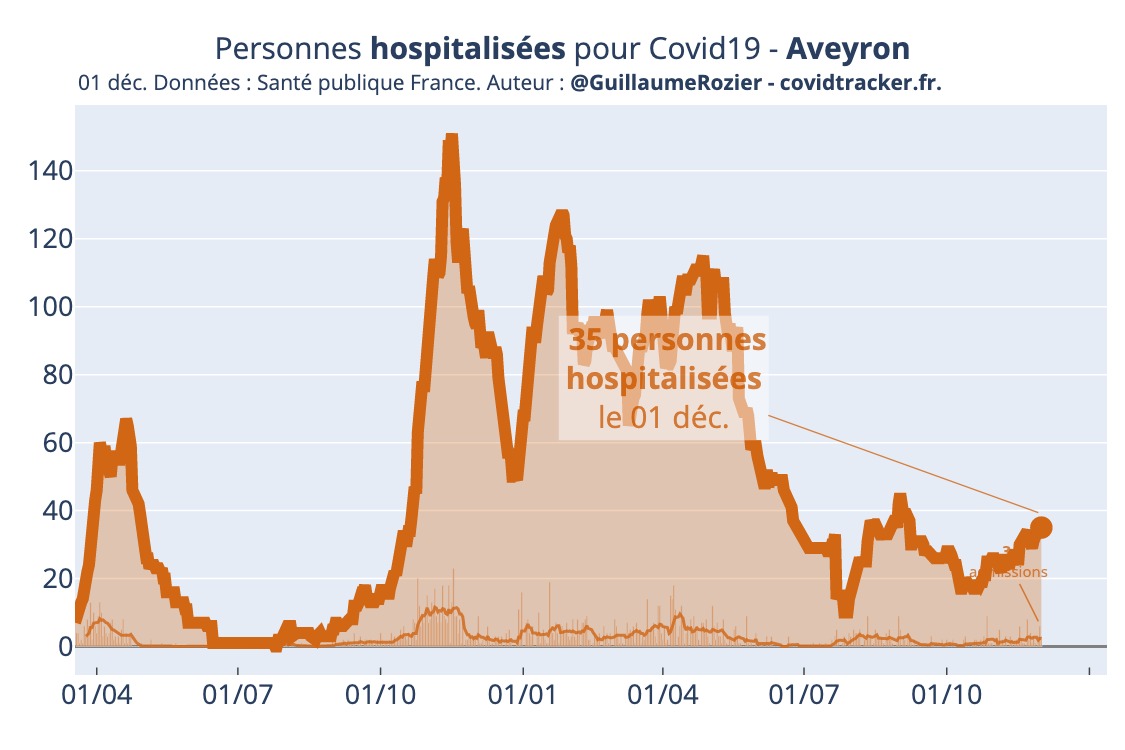 Personnes hospitalisées pour Covid19 - Aveyron
01 déc. Données : Santé publique France. Auteur : @GuillaumeRozier - covidtracker.fr.
140
120
100
80
60
40
20
0
35 personnes
hospitalisées
le 01 déc.
admissions
01/04
01/07
01/10
01/01
01/04
01/07
01/10